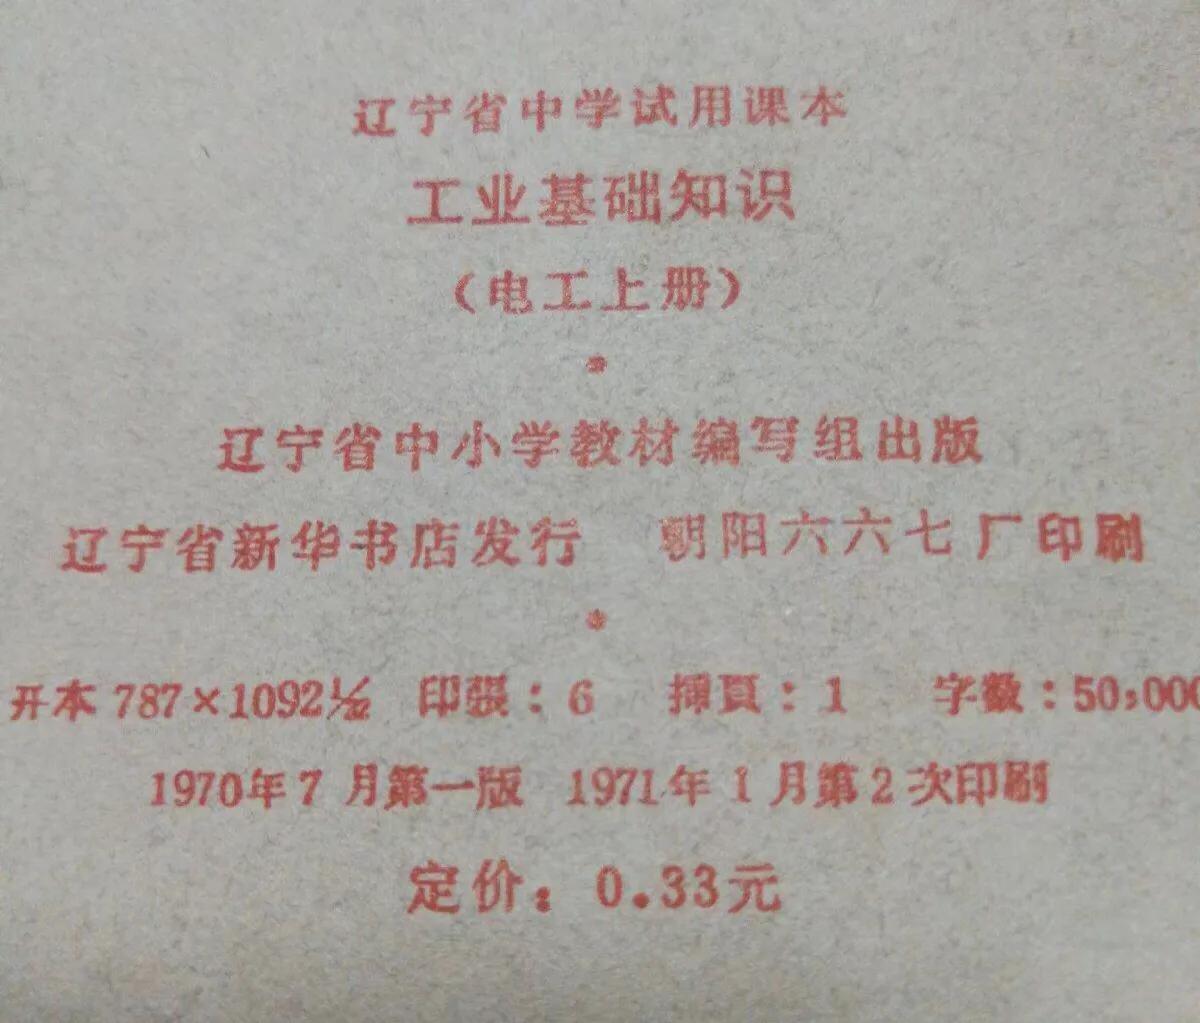 辽宁省中学试用课本
工业基础知识
（电工上册）
辽宁省中小学教材编写组出版
辽宁省新华书店发行 朝阳六六七厂印刷
开本 787×1092 印張：6 揷頁：1 字数：50,000
1970年7月第一版 1971年1月第2次印刷
定价：0.33元